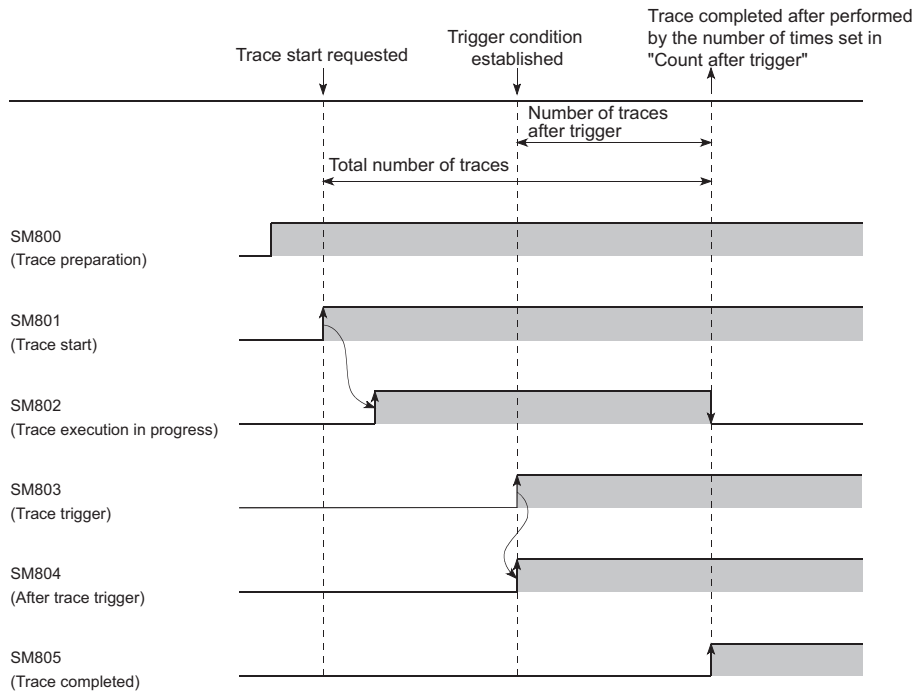 Trace start requested
Trigger condition
established
Trace completed after performed
by the number of times set in
"Count after trigger"
Number of traces
after trigger
Total number of traces
SM800
(Trace preparation)
SM801
(Trace start)
SM802
(Trace execution in progress)
SM803
(Trace trigger)
SM804
(After trace trigger)
SM805
(Trace completed)